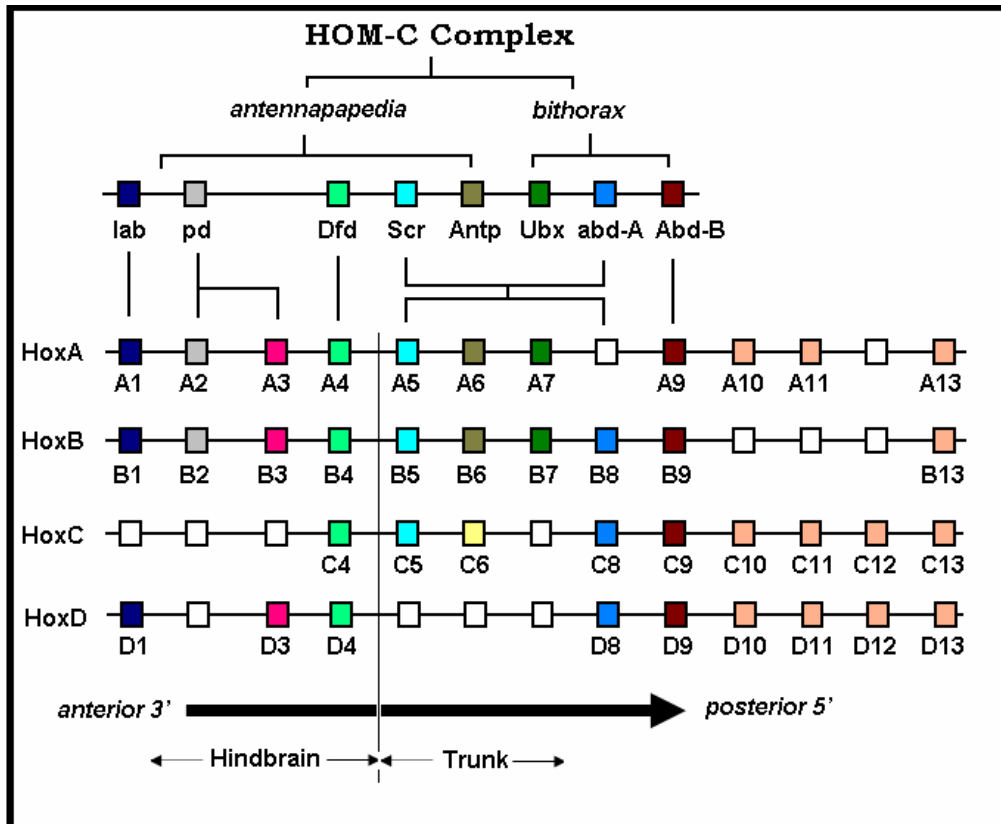 HOM-C Complex
antennapapedia bithorax
lab pd Dfd Scr Antp Ubx abd-A Abd-B
HoxA
A1 A2 A3 A4 A5 A6 A7 A9 A10 A11 A13
HoxB
B1 B2 B3 B4 B5 B6 B7 B8 B9 B13
HoxC
C4 C5 C6 C8 C9 C10 C11 C12 C13
HoxD
D1 D3 D4 D8 D9 D10 D11 D12 D13
anterior 3’ posterior 5’
Hindbrain Trunk